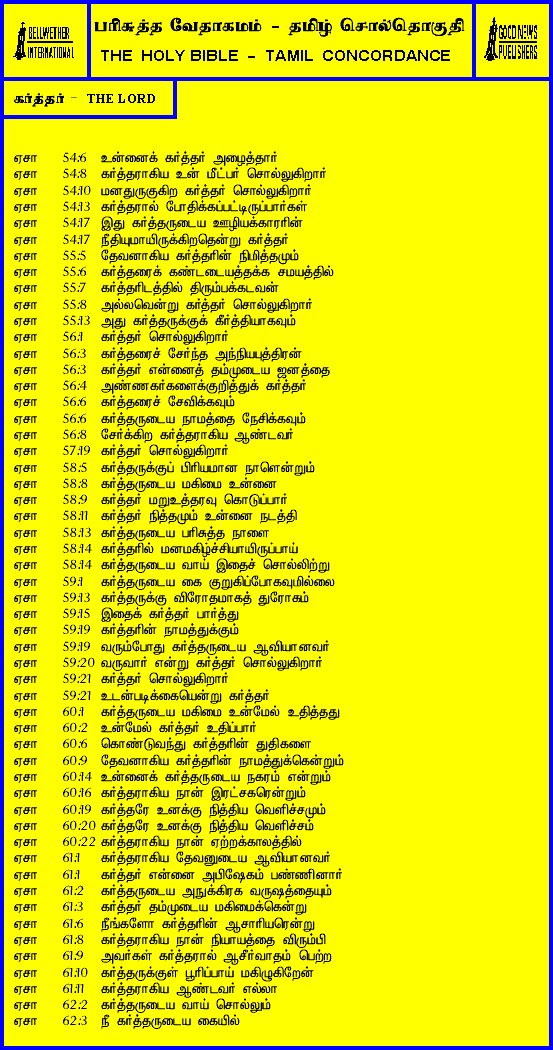 BELLWETHER
INTERNATIONAL
பரிசுத்த வேதாகமம் - தமிழ் சொல்தொகுதி
THE HOLY BIBLE - TAMIL CONCORDANCE
GOOD NEWS
PUBLISHERS
கர்த்தர் - THE LORD
ஏசா 54:6 உன்னைக் கர்த்தர் அழைத்தார்
ஏசா 54:8 கர்த்தராகிய உன் மீட்பர் சொல்லுகிறார்
ஏசா 54:10 மனதுருகுகிற கர்த்தர் சொல்லுகிறார்
ஏசா 54:13 கர்த்தரால் போதிக்கப்பட்டிருப்பார்கள்
ஏசா 54:17 இது கர்த்தருடைய ஊழியக்காரரின்
ஏசா 54:17 நீதியுமாயிருக்கிறதென்று கர்த்தர்
ஏசா 55:5 தேவனாகிய கர்த்தரின் நிமித்தமும்
ஏசா 55:6 கர்த்தரைக் கண்டடையத்தக்க சமயத்தில்
ஏசா 55:7 கர்த்தரிடத்தில் திரும்பக்கடவன்
ஏசா 55:8 அல்லவென்று கர்த்தர் சொல்லுகிறார்
ஏசா 55:13 அது கர்த்தருக்குக் கீர்த்தியாகவும்
ஏசா 56:1 கர்த்தர் சொல்லுகிறார்
ஏசா 56:3 கர்த்தரைச் சேர்ந்த அந்நியபுத்திரன்
ஏசா 56:3 கர்த்தர் என்னைத் தம்முடைய ஜனத்தை
ஏசா 56:4 அண்ணகர்களைக்குறித்துக் கர்த்தர்
ஏசா 56:6 கர்த்தரைச் சேவிக்கவும்
ஏசா 56:6 கர்த்தருடைய நாமத்தை நேசிக்கவும்
ஏசா 56:8 சேர்க்கிற கர்த்தராகிய ஆண்டவர்
ஏசா 57:19 கர்த்தர் சொல்லுகிறார்
ஏசா 58:5 கர்த்தருக்குப் பிரியமான நாளென்றும்
ஏசா 58:8 கர்த்தருடைய மகிமை உன்னை
ஏசா 58:9 கர்த்தர் மறுஉத்தரவு கொடுப்பார்
ஏசா 58:11 கர்த்தர் நித்தமும் உன்னை நடத்தி
ஏசா 58:13 கர்த்தருடைய பரிசுத்த நாளை
ஏசா 58:14 கர்த்தரில் மனமகிழ்ச்சியாயிருப்பாய்
ஏசா 58:14 கர்த்தருடைய வாய் இதைச் சொல்லிற்று
ஏசா 59:1 கர்த்தருடைய கை குறுகிப்போகவுமில்லை
ஏசா 59:13 கர்த்தருக்கு விரோதமாகத் துரோகம்
ஏசா 59:15 இதைக் கர்த்தர் பார்த்து
ஏசா 59:19 கர்த்தரின் நாமத்துக்கும்
ஏசா 59:19 வரும்போது கர்த்தருடைய ஆவியானவர்
ஏசா 59:20 வருவார் என்று கர்த்தர் சொல்லுகிறார்
ஏசா 59:21 கர்த்தர் சொல்லுகிறார்
ஏசா 59:21 உடன்படிக்கையென்று கர்த்தர்
ஏசா 60:1 கர்த்தருடைய மகிமை உன்மேல் உதித்தது
ஏசா 60:2 உன்மேல் கர்த்தர் உதிப்பார்
ஏசா 60:6 கொண்டுவந்து கர்த்தரின் துதிகளை
ஏசா 60:9 தேவனாகிய கர்த்தரின் நாமத்துக்கென்றும்
ஏசா 60:14 உன்னைக் கர்த்தருடைய நகரம் என்றும்
ஏசா 60:16 கர்த்தராகிய நான் இரட்சகரென்றும்
ஏசா 60:19 கர்த்தரே உனக்கு நித்திய வெளிச்சமும்
ஏசா 60:20 கர்த்தரே உனக்கு நித்திய வெளிச்சம்
ஏசா 60:22 கர்த்தராகிய நான் ஏற்றக்காலத்தில்
ஏசா 61:1 கர்த்தராகிய தேவனுடைய ஆவியானவர்
ஏசா 61:1 கர்த்தர் என்னை அபிஷேகம் பண்ணினார்
ஏசா 61:2 கர்த்தருடைய அநுக்கிரக வருஷத்தையும்
ஏசா 61:3 கர்த்தர் தம்முடைய மகிமைக்கென்று
ஏசா 61:6 நீங்களோ கர்த்தரின் ஆசாரியரென்று
ஏசா 61:8 கர்த்தராகிய நான் நியாயத்தை விரும்பி
ஏசா 61:9 அவர்கள் கர்த்தரால் ஆசீர்வாதம் பெற்ற
ஏசா 61:10 கர்த்தருக்குள் பூரிப்பாய் மகிழுகிறேன்
ஏசா 61:11 கர்த்தராகிய ஆண்டவர் எல்லா
ஏசா 62:2 கர்த்தருடைய வாய் சொல்லும்
ஏசா 62:3 நீ கர்த்தருடைய கையில்